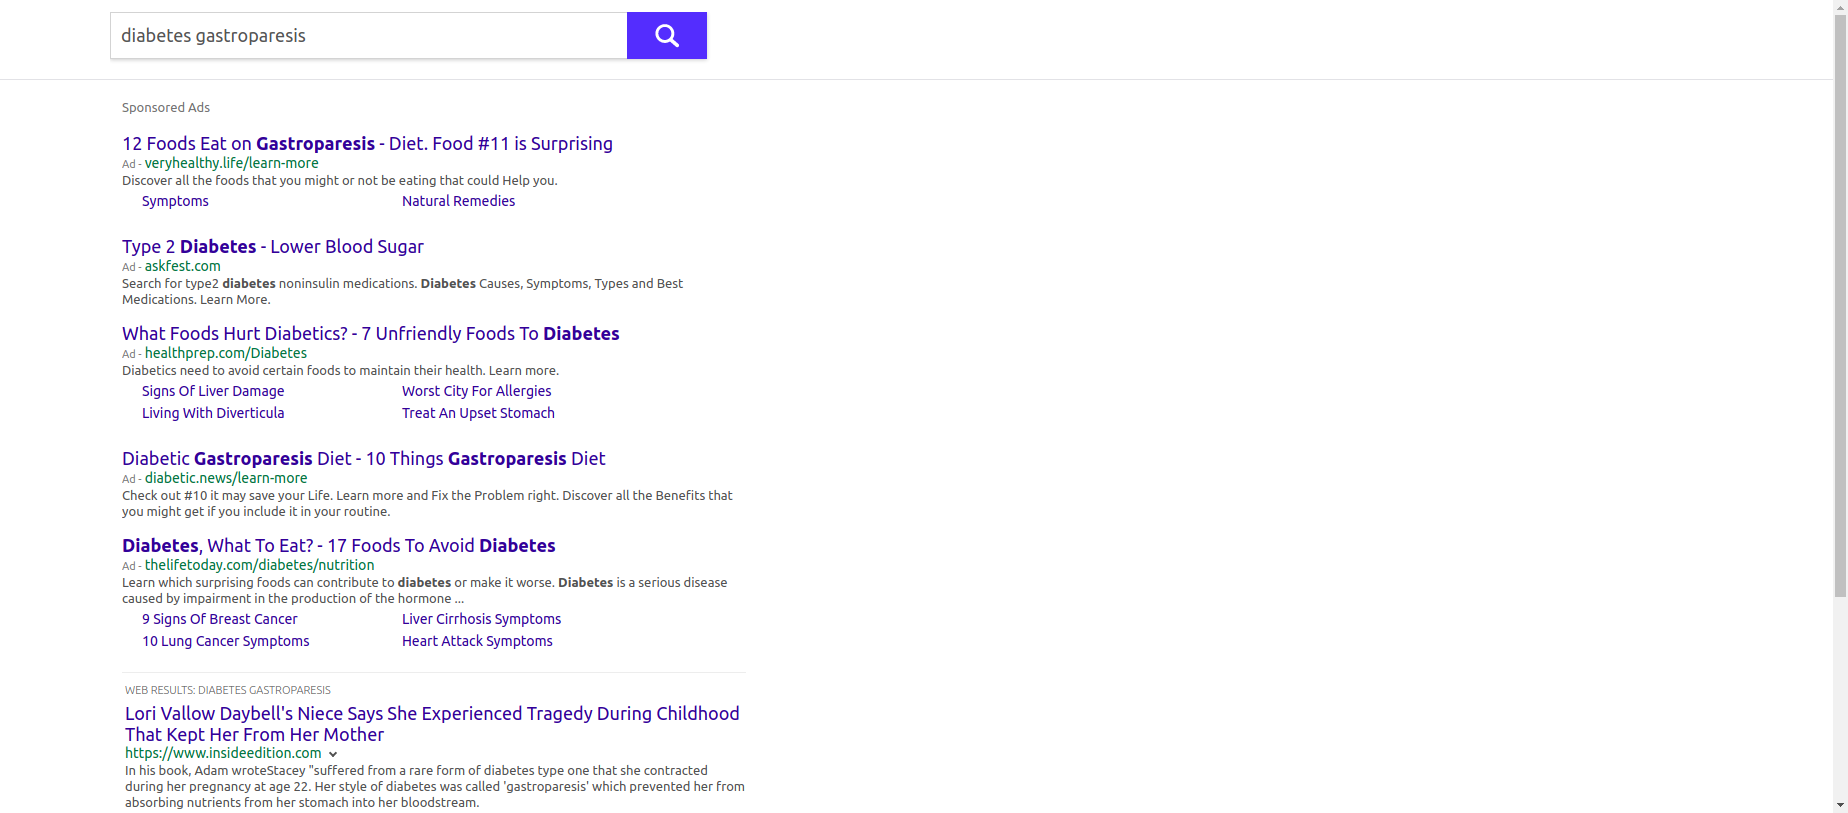 diabetes gastroparesis
Sponsored Ads
12 Foods Eat on Gastroparesis - Diet. Food #11 is Surprising
Ad - veryhealthy.life/learn-more
Discover all the foods that you might or not be eating that could Help you.
Symptoms Natural Remedies
Type 2 Diabetes - Lower Blood Sugar
Ad - askfest.com
Search for type2 diabetes noninsulin medications. Diabetes Causes, Symptoms, Types and Best
Medications. Learn More.
What Foods Hurt Diabetics? - 7 Unfriendly Foods To Diabetes
Ad - healthprep.com/Diabetes
Diabetics need to avoid certain foods to maintain their health. Learn more.
Signs Of Liver Damage Worst City For Allergies
Living With Diverticula Treat An Upset Stomach
Diabetic Gastroparesis Diet - 10 Things Gastroparesis Diet
Ad - diabetic.news/learn-more
Check out #10 it may save your Life. Learn more and Fix the Problem right. Discover all the Benefits that
you might get if you include it in your routine.
Diabetes, What To Eat? - 17 Foods To Avoid Diabetes
Ad - thelifetoday.com/diabetes/nutrition
Learn which surprising foods can contribute to diabetes or make it worse. Diabetes is a serious disease
caused by impairment in the production of the hormone ...
9 Signs Of Breast Cancer Liver Cirrhosis Symptoms
10 Lung Cancer Symptoms Heart Attack Symptoms
WEB RESULTS: DIABETES GASTROPARESIS
Lori Vallow Daybell's Niece Says She Experienced Tragedy During Childhood
That Kept Her From Her Mother
https://www.insideedition.com
In his book, Adam wroteStacey "suffered from a rare form of diabetes type one that she contracted
during her pregnancy at age 22. Her style of diabetes was called 'gastroparesis' which prevented her from
absorbing nutrients from her stomach into her bloodstream.